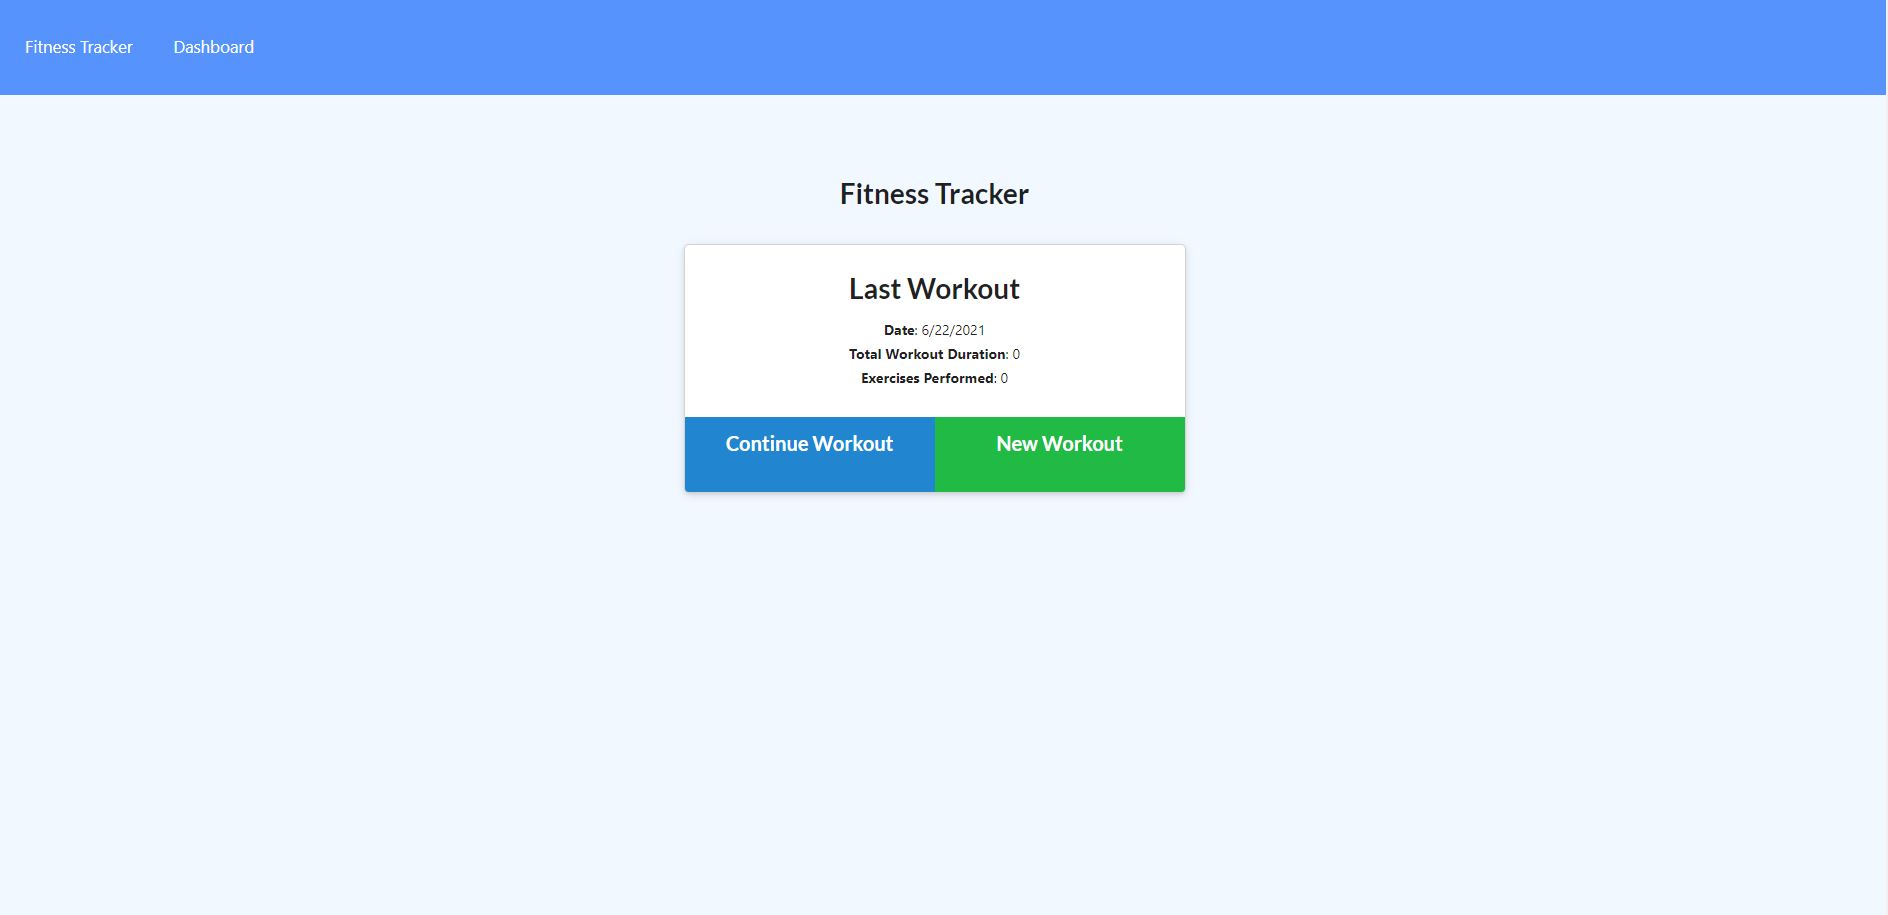 Fitness Tracker Dashboard
Fitness Tracker
Last Workout
Date: 6/22/2021
Total Workout Duration: 0
Exercises Performed: 0
Continue Workout New Workout